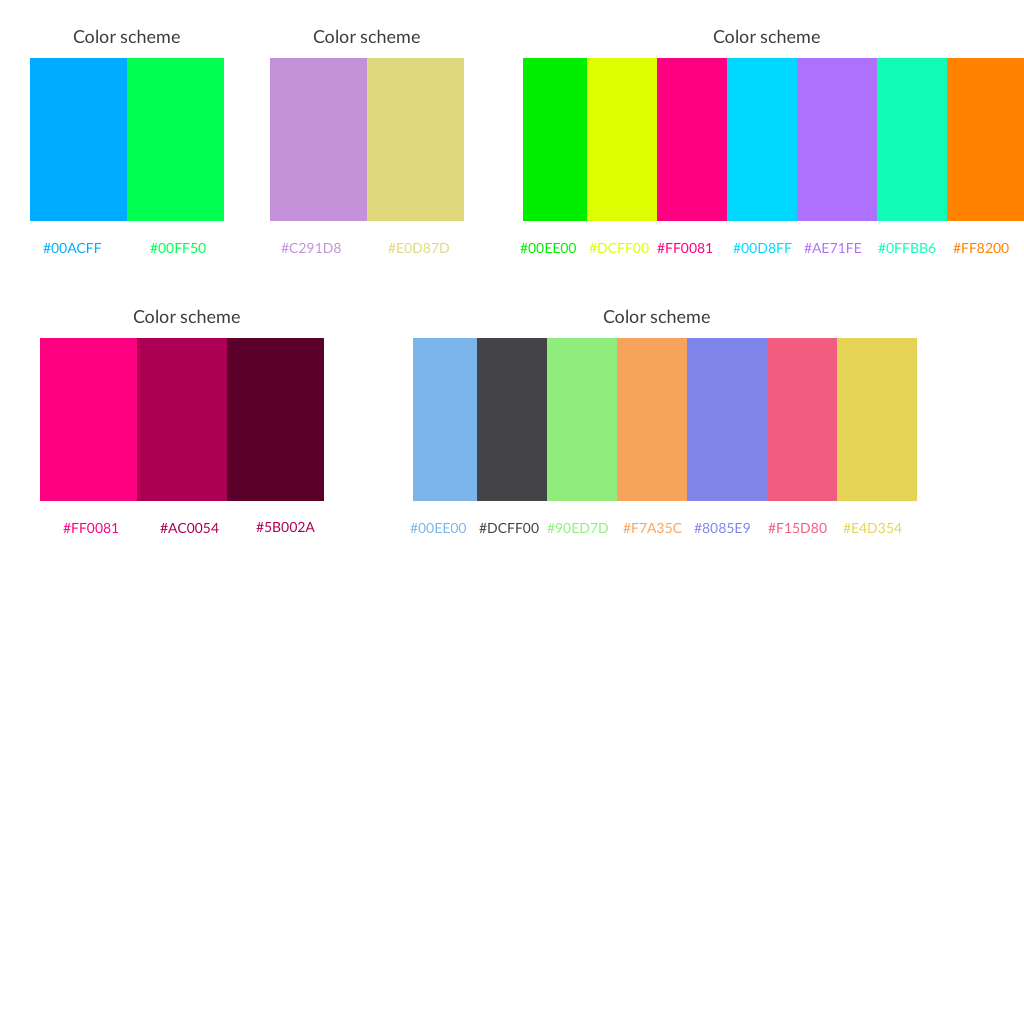 Color scheme
#00ACFF #00FF50
Color scheme
#C291D8 #E0D87D
Color scheme
#00EE00 #DCFF00 #FF0081 #00D8FF #AE71FE #0FFBB6 #FF8200
Color scheme
#FF0081 #AC0054 #5B002A
Color scheme
#00EE00 #DCFF00 #90ED7D #F7A35C #8085E9 #F15D80 #E4D354